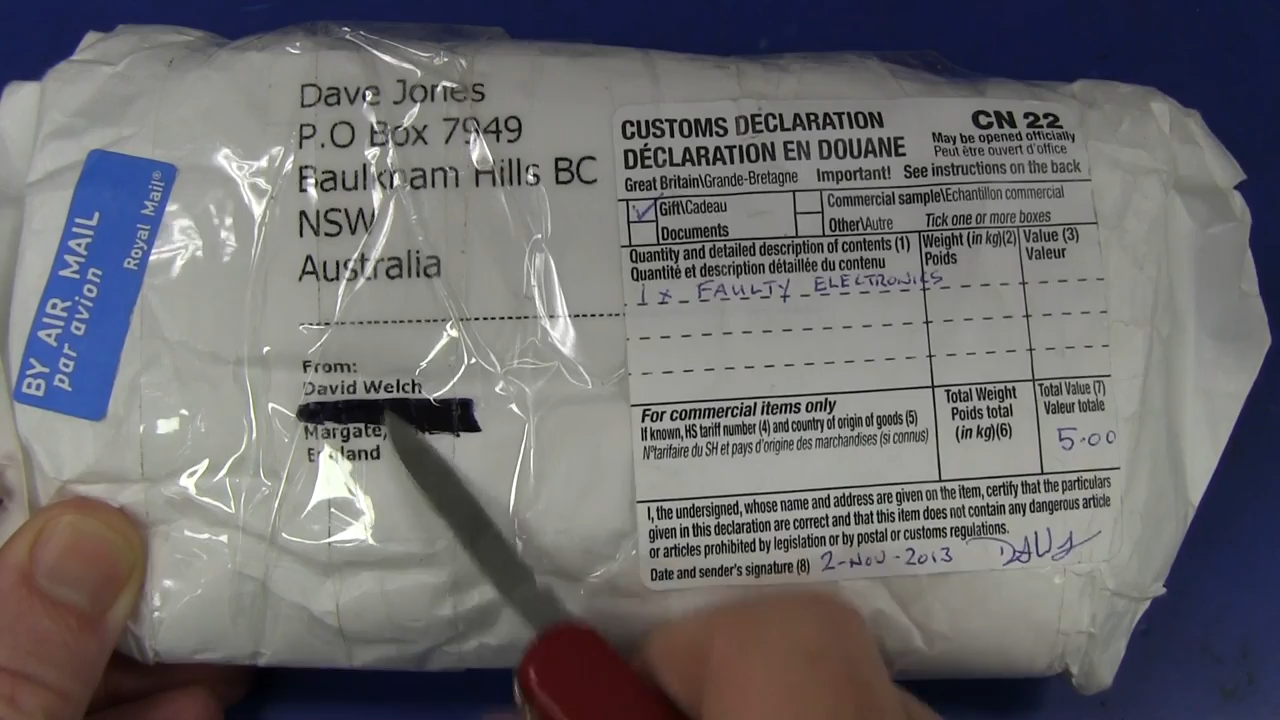 Dave Jones
P.O Box 7949
Baulkham Hills BC
NSW
Australia
From:
David Welch
Margate,
England
BY AIR MAIL
par avion
Royal Mail®
CUSTOMS DECLARATION
DÉCLARATION EN DOUANE
CN 22
May be opened officially
Peut être ouvert d'office
Great Britain\Grande-Bretagne Important! See instructions on the back
Gift\Cadeau
Documents
Commercial sample\Echantillon commercial
Other\Autre Tick one or more boxes
Quantity and detailed description of contents (1)
Quantité et description détaillée du contenu
Weight (in kg)(2)
Poids
Value (3)
Valeur
1 x FAULTY ELECTRONICS
For commercial items only
If known, HS tariff number (4) and country of origin of goods (5)
N°tarifaire du SH et pays d'origine des marchandises (si connus)
Total Weight
Poids total
(in kg)(6)
Total Value (7)
Valeur totale
5.00
I, the undersigned, whose name and address are given on the item, certify that the particulars
given in this declaration are correct and that this item does not contain any dangerous article
or articles prohibited by legislation or by postal or customs regulations.
Date and sender's signature (8) 2-NOV-2013